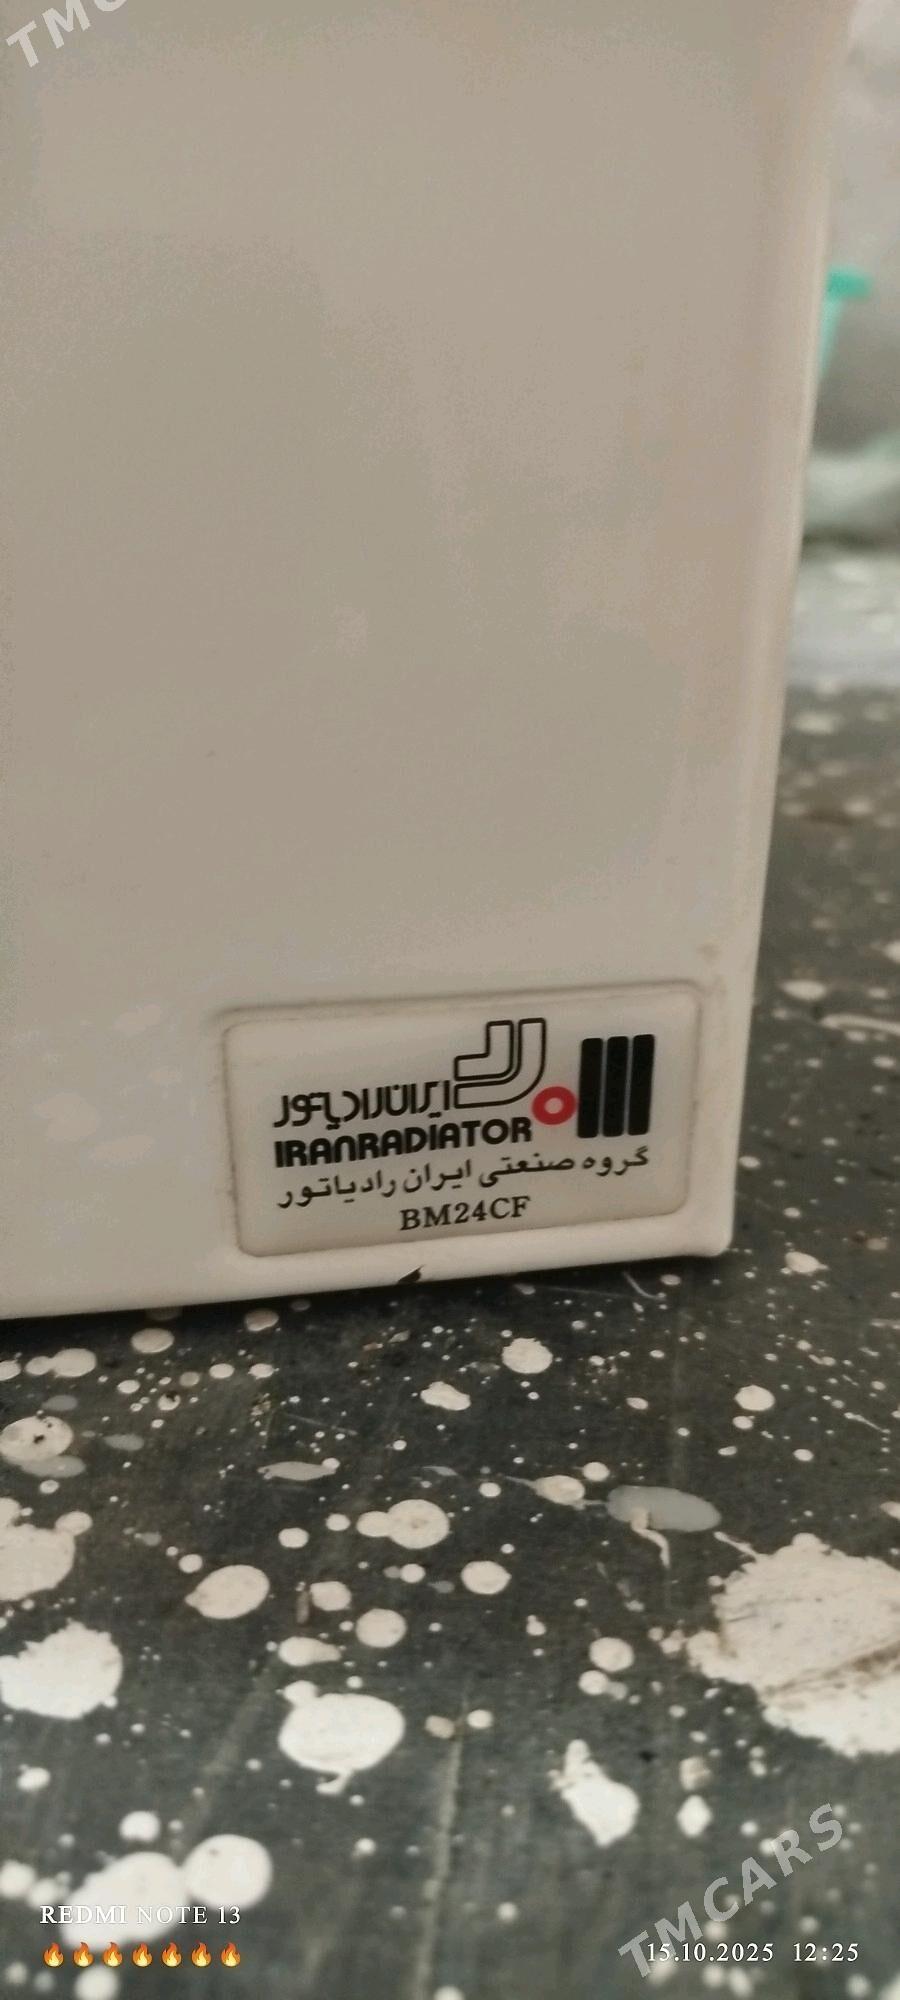 TMC
ایران رادیاتور
IRANRADIATOR
گروه صنعتی ایران رادیاتور
BM24CF
TMCARS
REDMI NOTE 13
🔥🔥🔥🔥🔥🔥🔥
15.10.2025 12:25